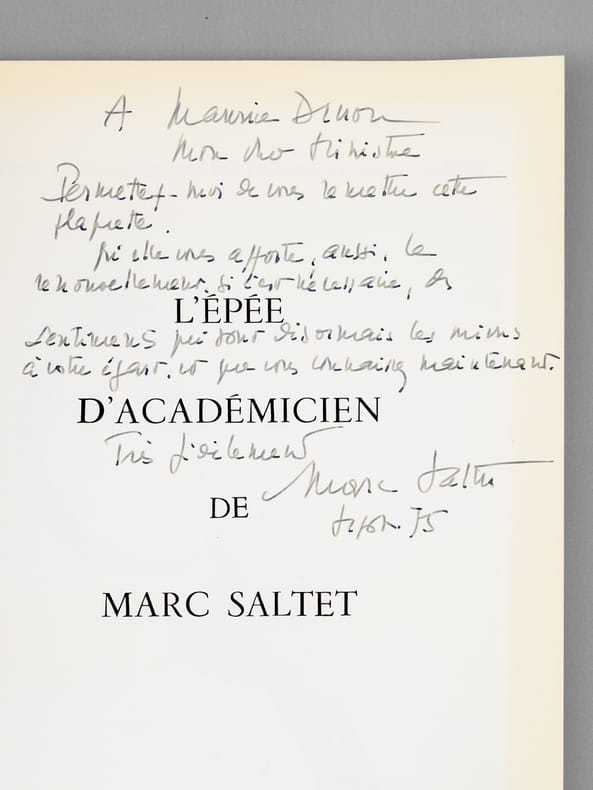 A Maurice Druon
Mon cher Ministre
Permettez-moi de vous remettre cette
plaquette.
Qu'elle vous apporte, aussi, le
renouvellement, si c'est nécessaire, des
L'ÉPÉE
sentiments qui sont désormais les miens
à votre égard, et que vous connaissez maintenant.
D'ACADÉMICIEN
Très fidèlement
Marc Saltet
DE
75
MARC SALTET